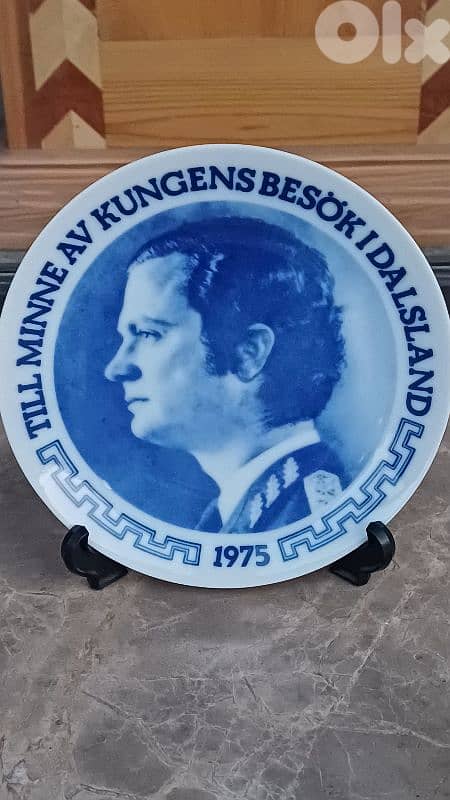 olx
TILL MINNE AV KUNGENS BESÖK I DALSLAND
1975